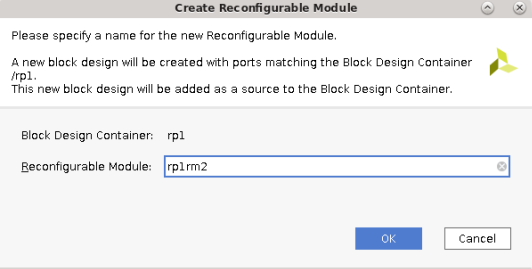 Create Reconfigurable Module
Please specify a name for the new Reconfigurable Module.
A new block design will be created with ports matching the Block Design Container
/rp1.
This new block design will be added as a source to the Block Design Container.
Block Design Container: rp1
Reconfigurable Module: rp1rm2
OK Cancel